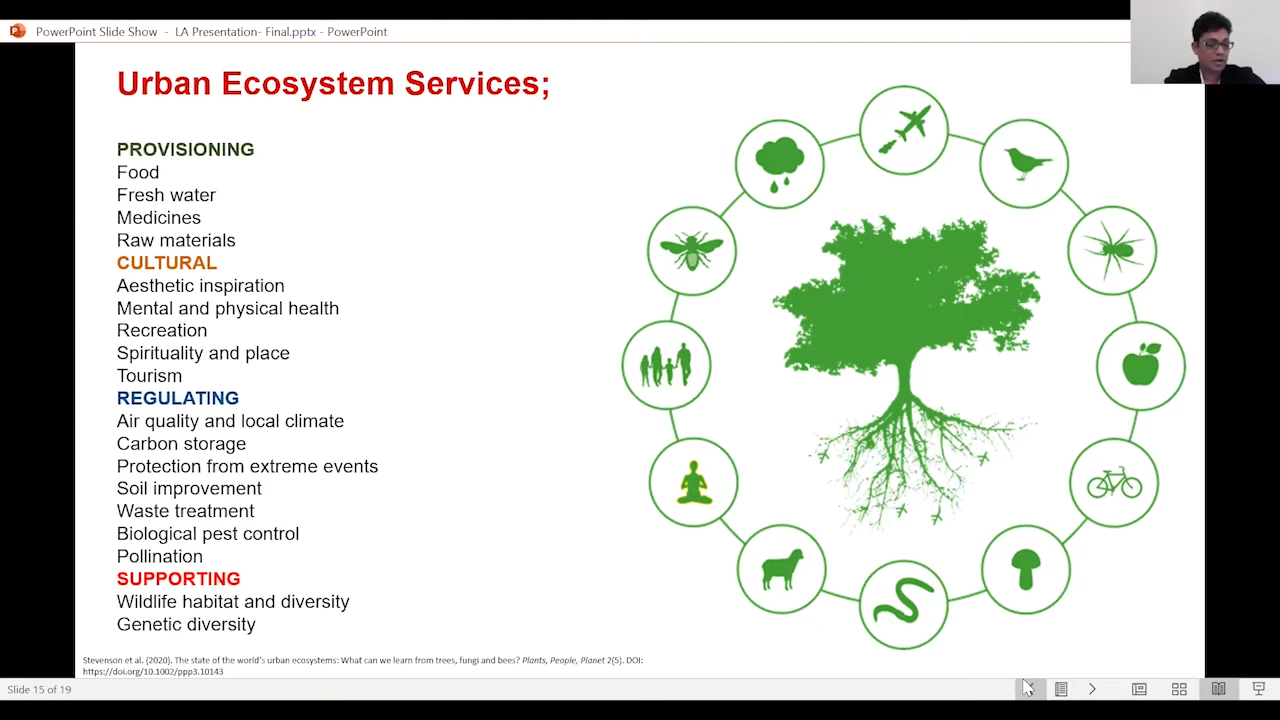 PowerPoint Slide Show - LA Presentation- Final.pptx - PowerPoint
Urban Ecosystem Services;
PROVISIONING
Food
Fresh water
Medicines
Raw materials
CULTURAL
Aesthetic inspiration
Mental and physical health
Recreation
Spirituality and place
Tourism
REGULATING
Air quality and local climate
Carbon storage
Protection from extreme events
Soil improvement
Waste treatment
Biological pest control
Pollination
SUPPORTING
Wildlife habitat and diversity
Genetic diversity
Stevenson et al. (2020). The state of the world's urban ecosystems: What can we learn from trees, fungi and bees? Plants, People, Planet 2(5). DOI:
https://doi.org/10.1002/ppp3.10143
Slide 15 of 19